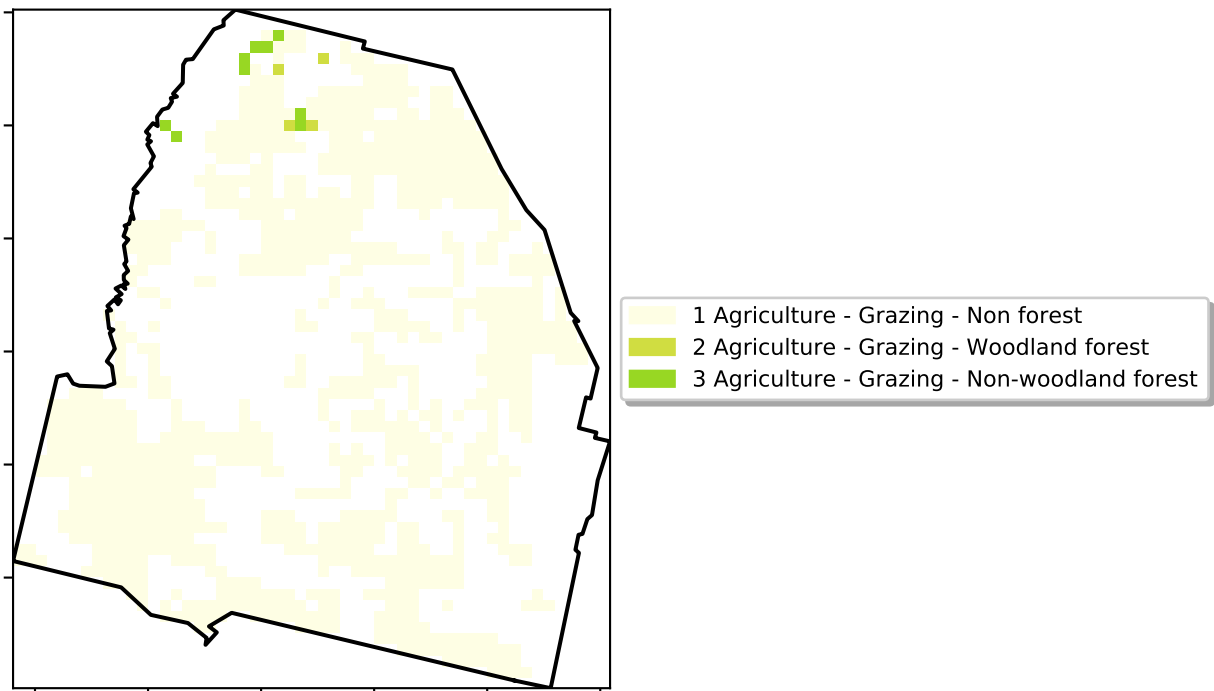 1 Agriculture - Grazing - Non forest
2 Agriculture - Grazing - Woodland forest
3 Agriculture - Grazing - Non-woodland forest